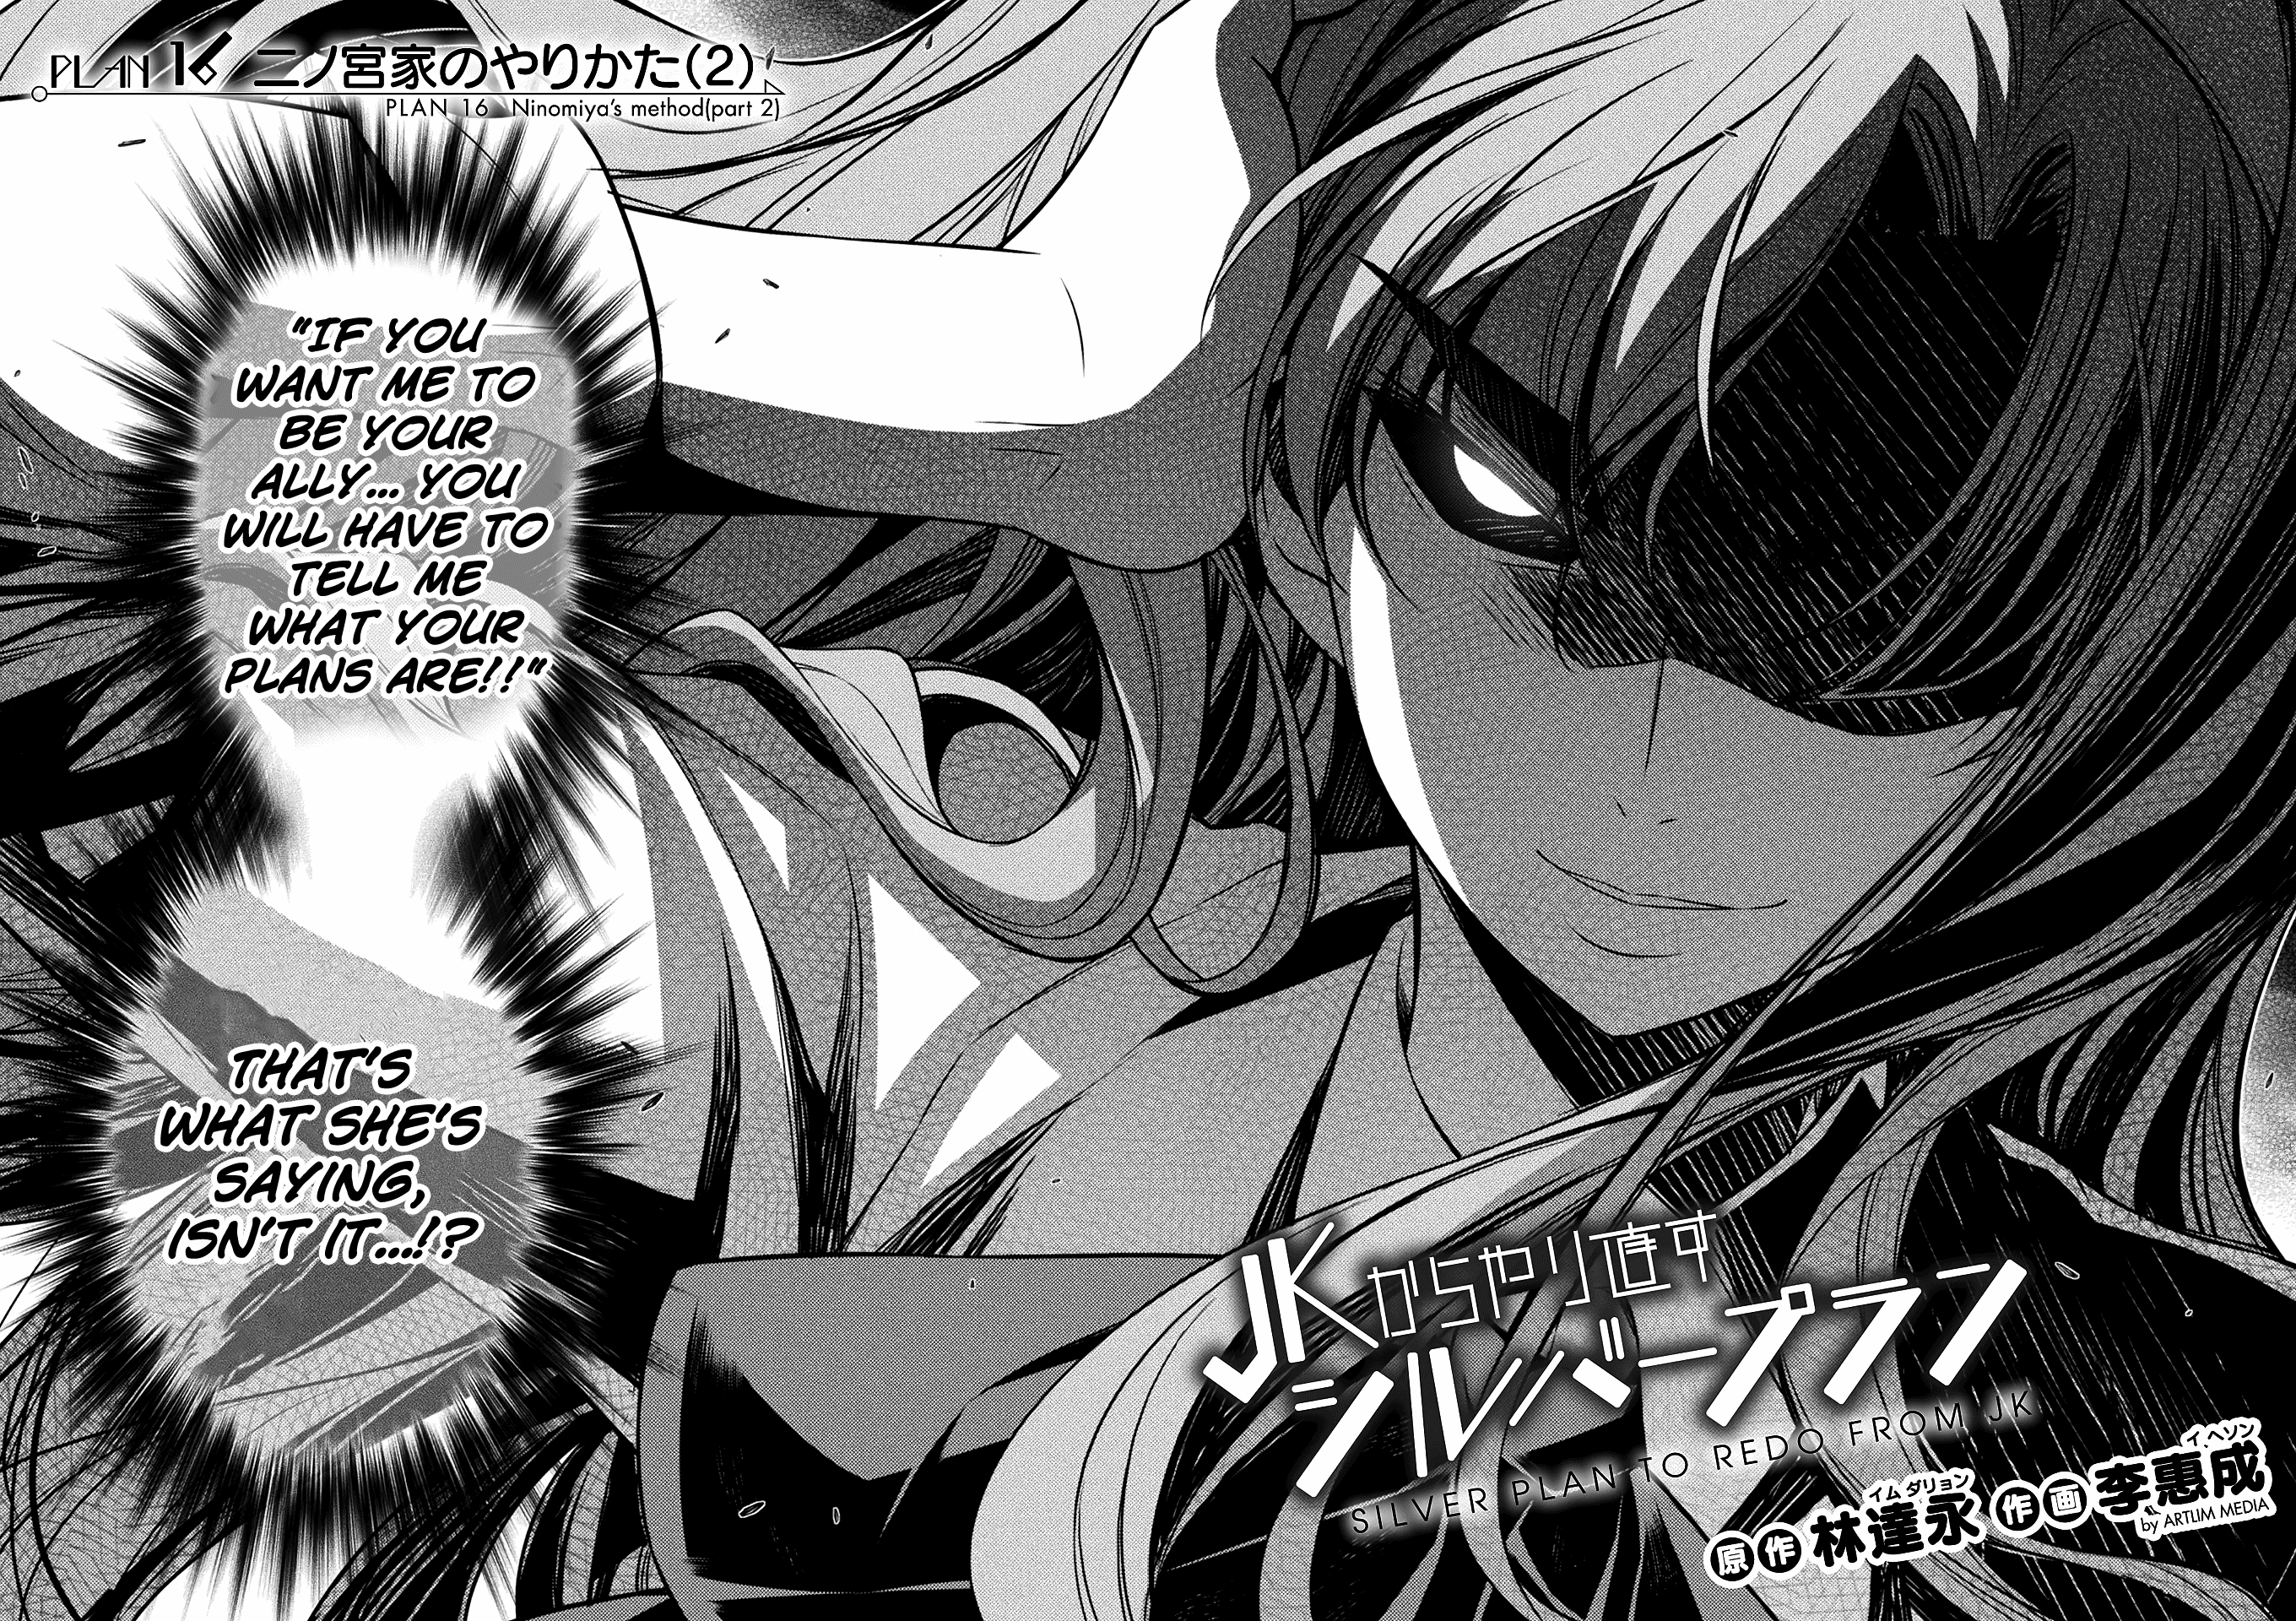 PLAN 16 二ノ宮家のやりかた(2)
PLAN 16 Ninomiya's method(part 2)
"IF YOU
WANT ME TO
BE YOUR
ALLY... YOU
WILL HAVE TO
TELL ME
WHAT YOUR
PLANS ARE!!"
THAT'S
WHAT SHE'S
SAYING,
ISN'T IT...!?
JKからやり直す
シルバープラン
SILVER PLAN TO REDO FROM JK
イム ダリョン
原作 林達永
イ ヘソン
作画 李惠成
by ARTLIM MEDIA